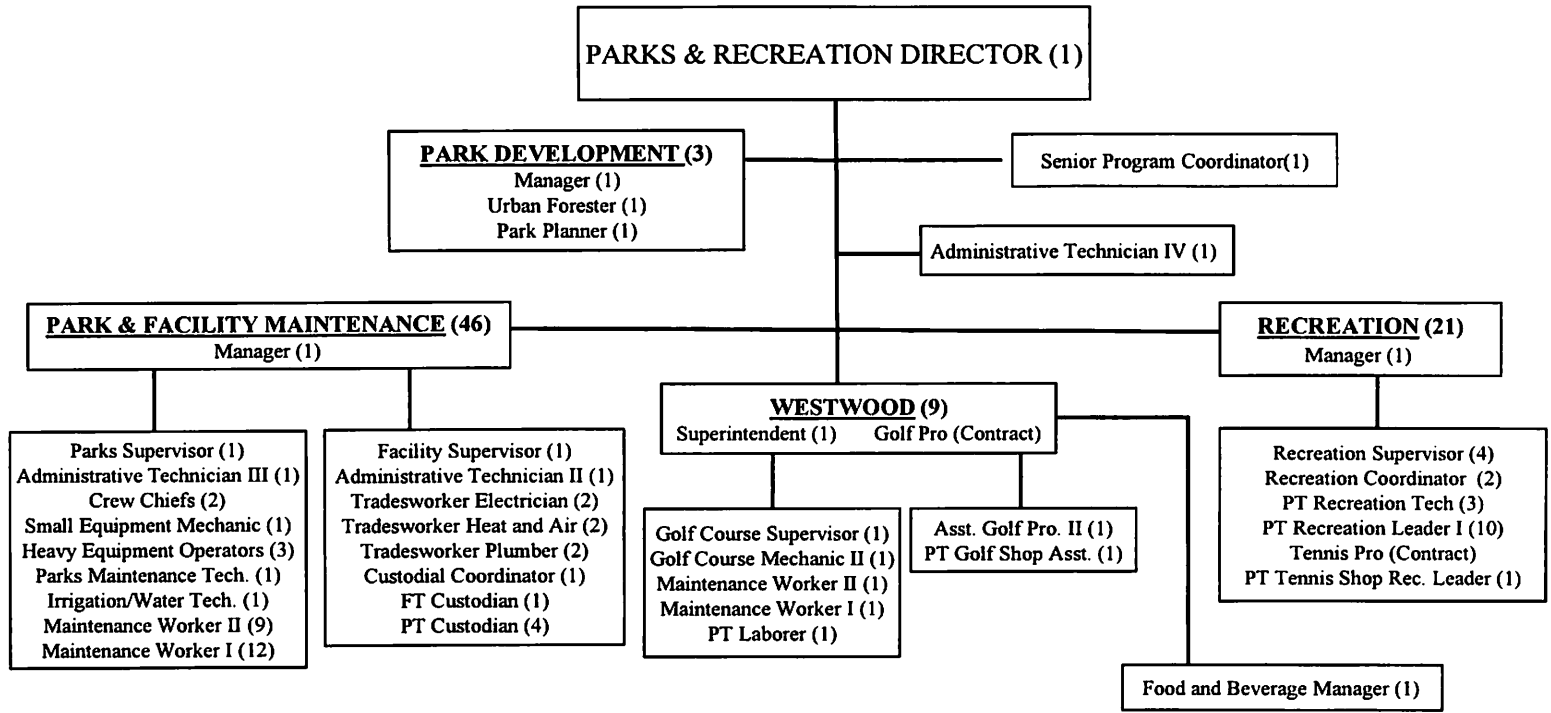 PARKS & RECREATION DIRECTOR (1)
PARK DEVELOPMENT (3)
Manager (1)
Urban Forester (1)
Park Planner (1)
Senior Program Coordinator(1)
Administrative Technician IV (1)
PARK & FACILITY MAINTENANCE (46)
Manager (1)
RECREATION (21)
Manager (1)
WESTWOOD (9)
Superintendent (1) Golf Pro (Contract)
Parks Supervisor (1)
Administrative Technician III (1)
Crew Chiefs (2)
Small Equipment Mechanic (1)
Heavy Equipment Operators (3)
Parks Maintenance Tech. (1)
Irrigation/Water Tech. (1)
Maintenance Worker II (9)
Maintenance Worker I (12)
Facility Supervisor (1)
Administrative Technician II (1)
Tradesworker Electrician (2)
Tradesworker Heat and Air (2)
Tradesworker Plumber (2)
Custodial Coordinator (1)
FT Custodian (1)
PT Custodian (4)
Golf Course Supervisor (1)
Golf Course Mechanic II (1)
Maintenance Worker II (1)
Maintenance Worker I (1)
PT Laborer (1)
Asst. Golf Pro. II (1)
PT Golf Shop Asst. (1)
Recreation Supervisor (4)
Recreation Coordinator (2)
PT Recreation Tech (3)
PT Recreation Leader I (10)
Tennis Pro (Contract)
PT Tennis Shop Rec. Leader (1)
Food and Beverage Manager (1)